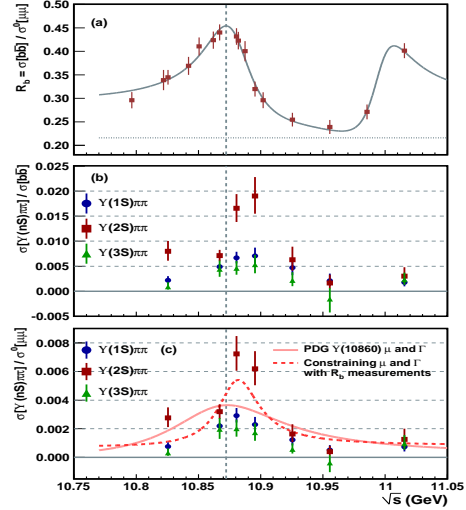 (a)
R_b = σ[bb̄] / σ⁰[μμ]
0.45
0.40
0.35
0.30
0.25
0.20
(b)
σ[Υ(nS)ππ] / σ[bb̄]
0.025
0.020
0.015
0.010
0.005
0.000
-0.005
Υ(1S)ππ
Υ(2S)ππ
Υ(3S)ππ
(c)
σ[Υ(nS)ππ] / σ⁰[μμ]
0.008
0.006
0.004
0.002
0.000
Υ(1S)ππ
Υ(2S)ππ
Υ(3S)ππ
PDG Υ(10860) μ and Γ
Constraining μ and Γ
with R_b measurements
10.75 10.8 10.85 10.9 10.95 11 11.05
√s (GeV)